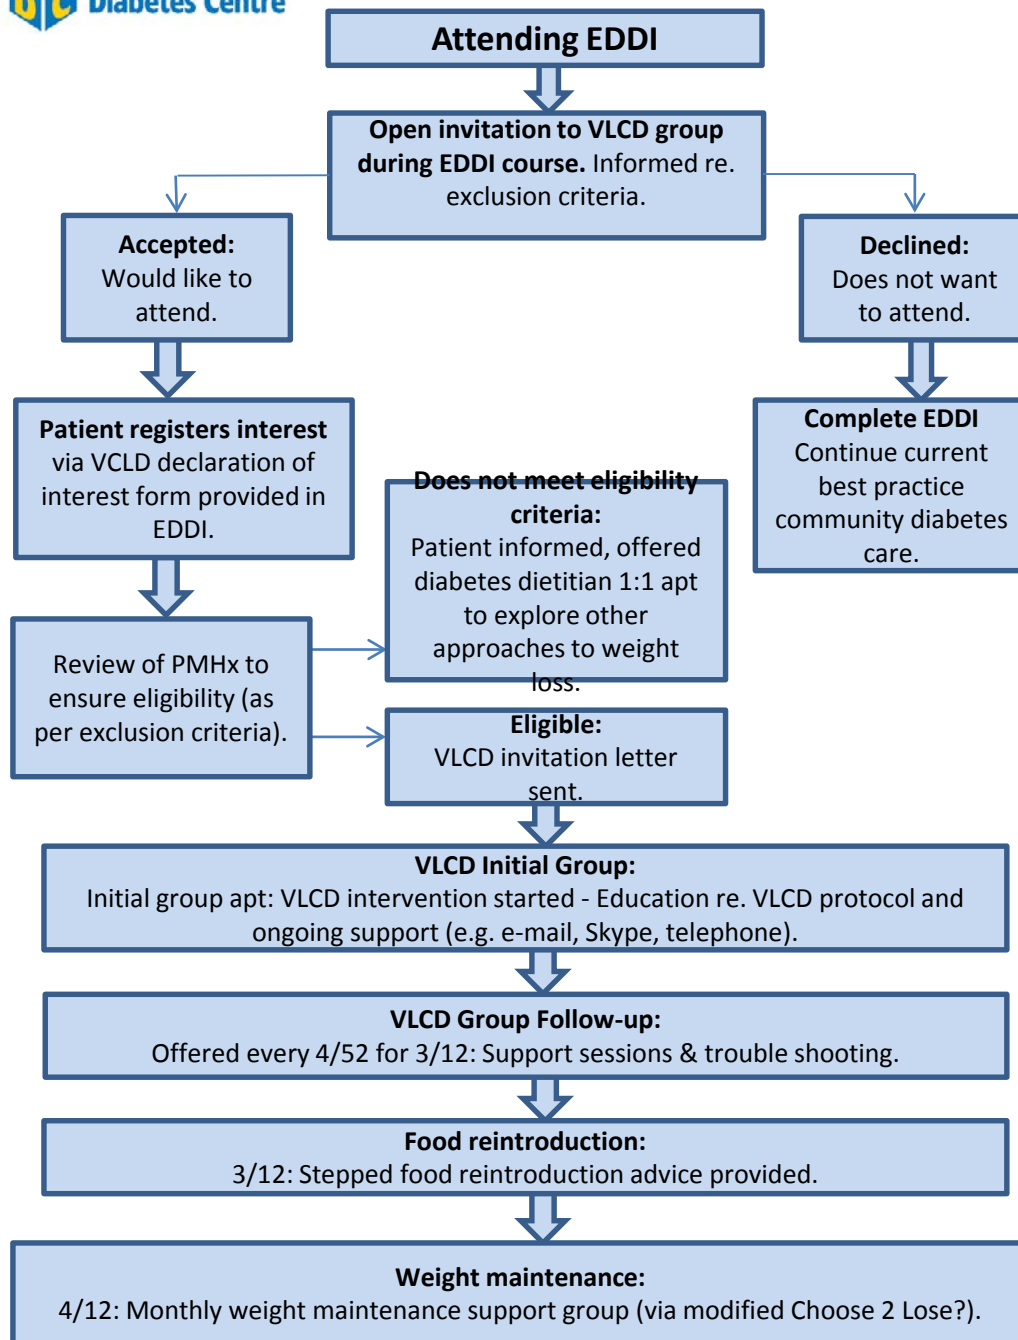 Diabetes Centre
Attending EDDI
Open invitation to VLCD group
during EDDI course. Informed re.
exclusion criteria.
Accepted:
Would like to
attend.
Declined:
Does not want
to attend.
Patient registers interest
via VCLD declaration of
interest form provided in
EDDI.
Complete EDDI
Continue current
best practice
community diabetes
care.
Does not meet eligibility
criteria:
Patient informed, offered
diabetes dietitian 1:1 apt
to explore other
approaches to weight
loss.
Review of PMHx to
ensure eligibility (as
per exclusion criteria).
Eligible:
VLCD invitation letter
sent.
VLCD Initial Group:
Initial group apt: VLCD intervention started - Education re. VLCD protocol and
ongoing support (e.g. e-mail, Skype, telephone).
VLCD Group Follow-up:
Offered every 4/52 for 3/12: Support sessions & trouble shooting.
Food reintroduction:
3/12: Stepped food reintroduction advice provided.
Weight maintenance:
4/12: Monthly weight maintenance support group (via modified Choose 2 Lose?).